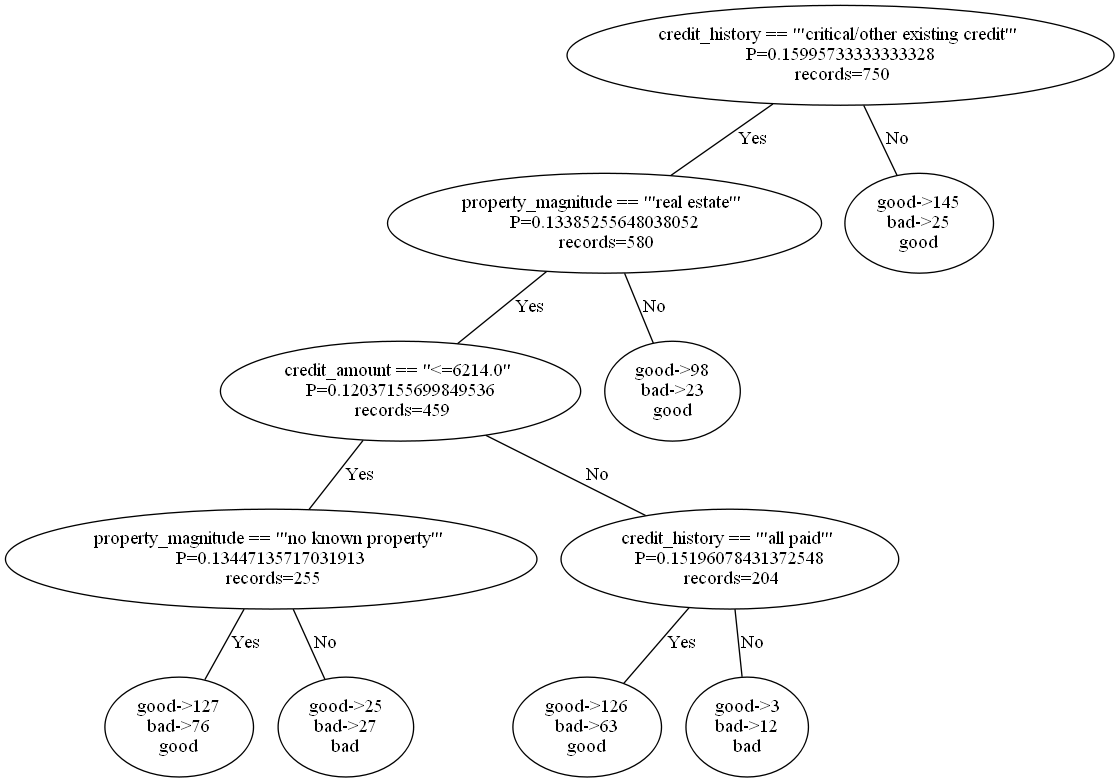 credit_history == "'critical/other existing credit'"
P=0.15995733333333328
records=750
Yes
No
property_magnitude == "'real estate'"
P=0.13385255648038052
records=580
good->145
bad->25
good
Yes
No
credit_amount == "<=6214.0"
P=0.12037155699849536
records=459
good->98
bad->23
good
Yes
No
property_magnitude == "'no known property'"
P=0.13447135717031913
records=255
credit_history == "'all paid'"
P=0.15196078431372548
records=204
Yes
No
Yes
No
good->127
bad->76
good
good->25
bad->27
bad
good->126
bad->63
good
good->3
bad->12
bad